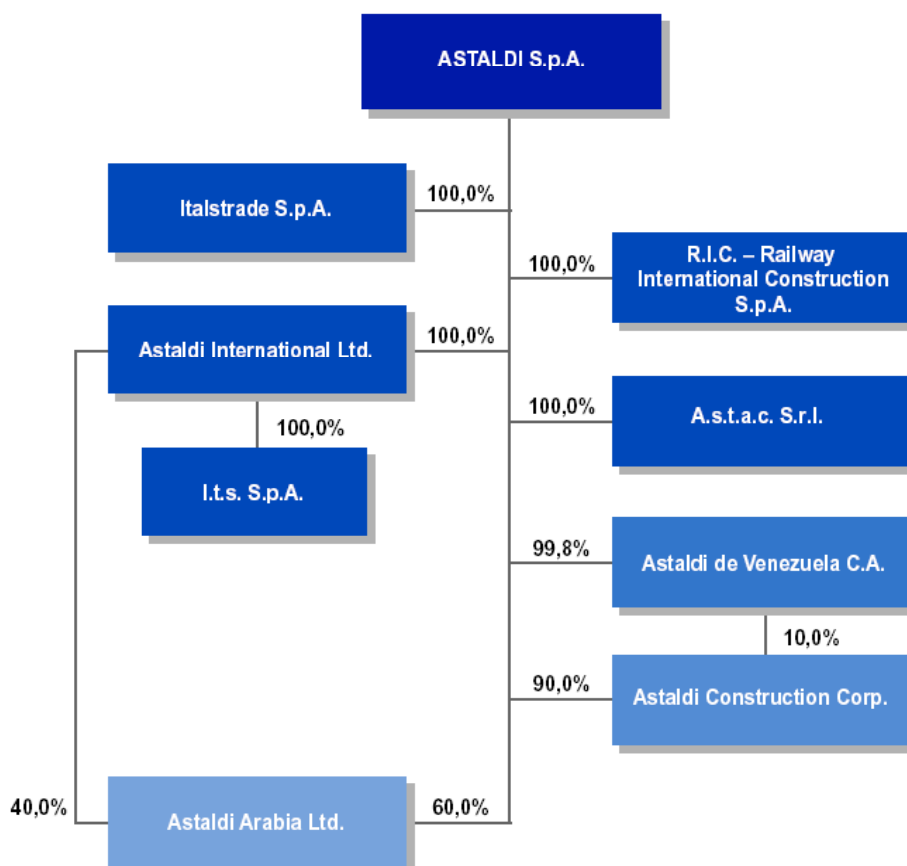 ASTALDI S.p.A.
Italstrade S.p.A.
100,0%
100,0%
R.I.C. – Railway
International Construction
S.p.A.
Astaldi International Ltd.
100,0%
100,0%
A.s.t.a.c. S.r.l.
100,0%
I.t.s. S.p.A.
99,8%
Astaldi de Venezuela C.A.
10,0%
90,0%
Astaldi Construction Corp.
40,0%
Astaldi Arabia Ltd.
60,0%